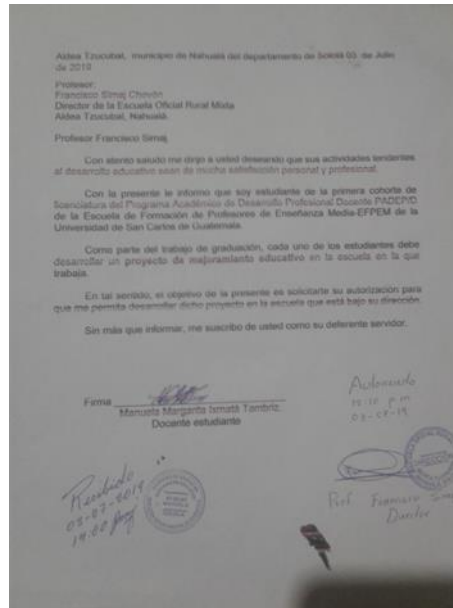 Aldea Tzucubal, municipio de Nahualá del departamento de Sololá 03, de Julio
de 2019
Profesor:
Francisco Simaj
Director de la Escuela Oficial Rural Mixta
Aldea Tzucubal, Nahualá.
Profesor Francisco Simaj.
Con atento saludo me dirijo a usted deseando que sus actividades tendentes
al desarrollo educativo sean de mucha satisfacción personal y profesional.
Con la presente le informo que soy estudiante de la primera cohorte de
licenciatura del Programa Académico de Desarrollo Profesional Docente PADEP/D
de la Escuela de Formación de Profesores de Enseñanza Media-EFPEM de la
Universidad de San Carlos de Guatemala.
Como parte del trabajo de graduación, cada uno de los estudiantes debe
desarrollar un proyecto de mejoramiento educativo en la escuela en la que
trabaja.
En tal sentido, el objetivo de la presente es solicitarle su autorización para
que me permita desarrollar dicho proyecto en la escuela que está bajo su dirección.
Sin más que informar, me suscribo de usted como su deferente servidor.
Firma
Manuela Margarita Ixmatá Tambriz
Docente estudiante
Autorizado
p.m
03-07-19
Recibido
03-07-2019
Prof. Francisco
Director